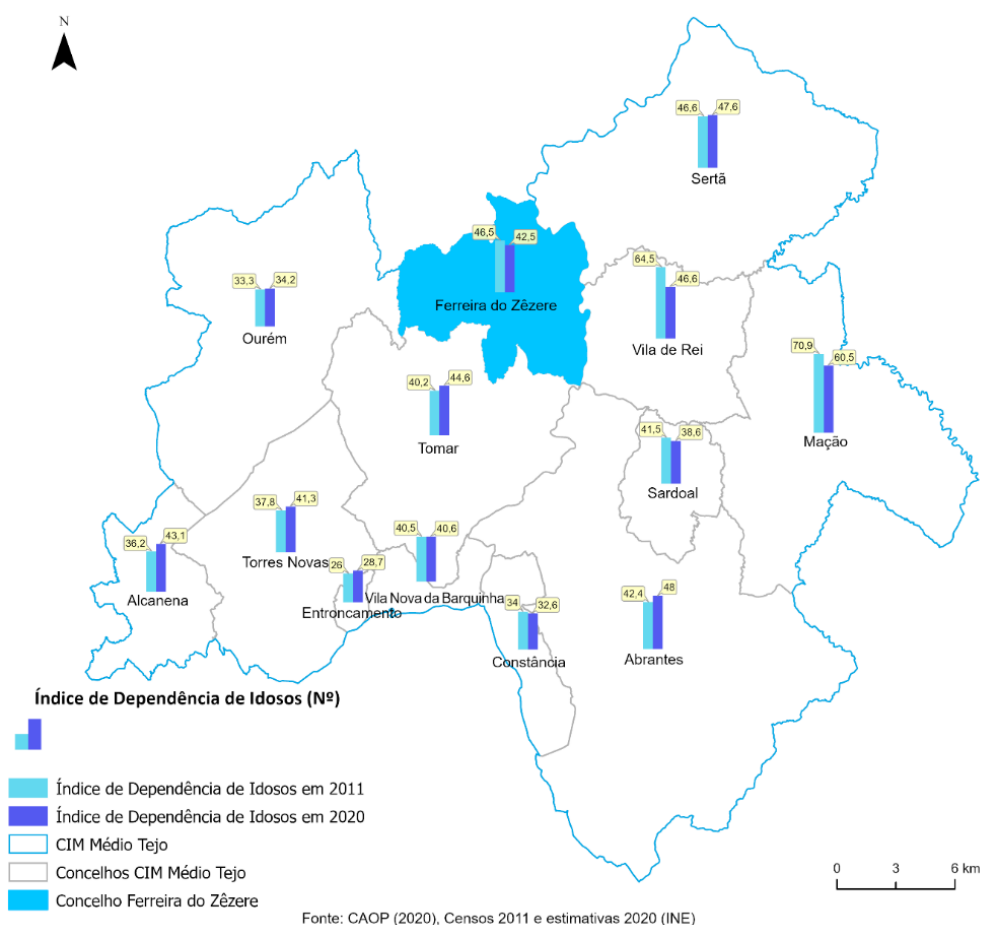 N
46,6 47,6
Sertã
46,5 42,5
Ferreira do Zêzere
64,5 46,6
Vila de Rei
33,3 34,2
Ourém
70,9 60,5
Mação
40,2 44,6
Tomar
41,5 38,6
Sardoal
37,8 41,3
Torres Novas
36,2 43,1
Alcanena
40,5 40,6
Vila Nova da Barquinha
26 28,7
Entroncamento
34 32,6
Constância
42,4 48
Abrantes
Índice de Dependência de Idosos (Nº)
Índice de Dependência de Idosos em 2011
Índice de Dependência de Idosos em 2020
CIM Médio Tejo
Concelhos CIM Médio Tejo
Concelho Ferreira do Zêzere
0 3 6 km
Fonte: CAOP (2020), Censos 2011 e estimativas 2020 (INE)